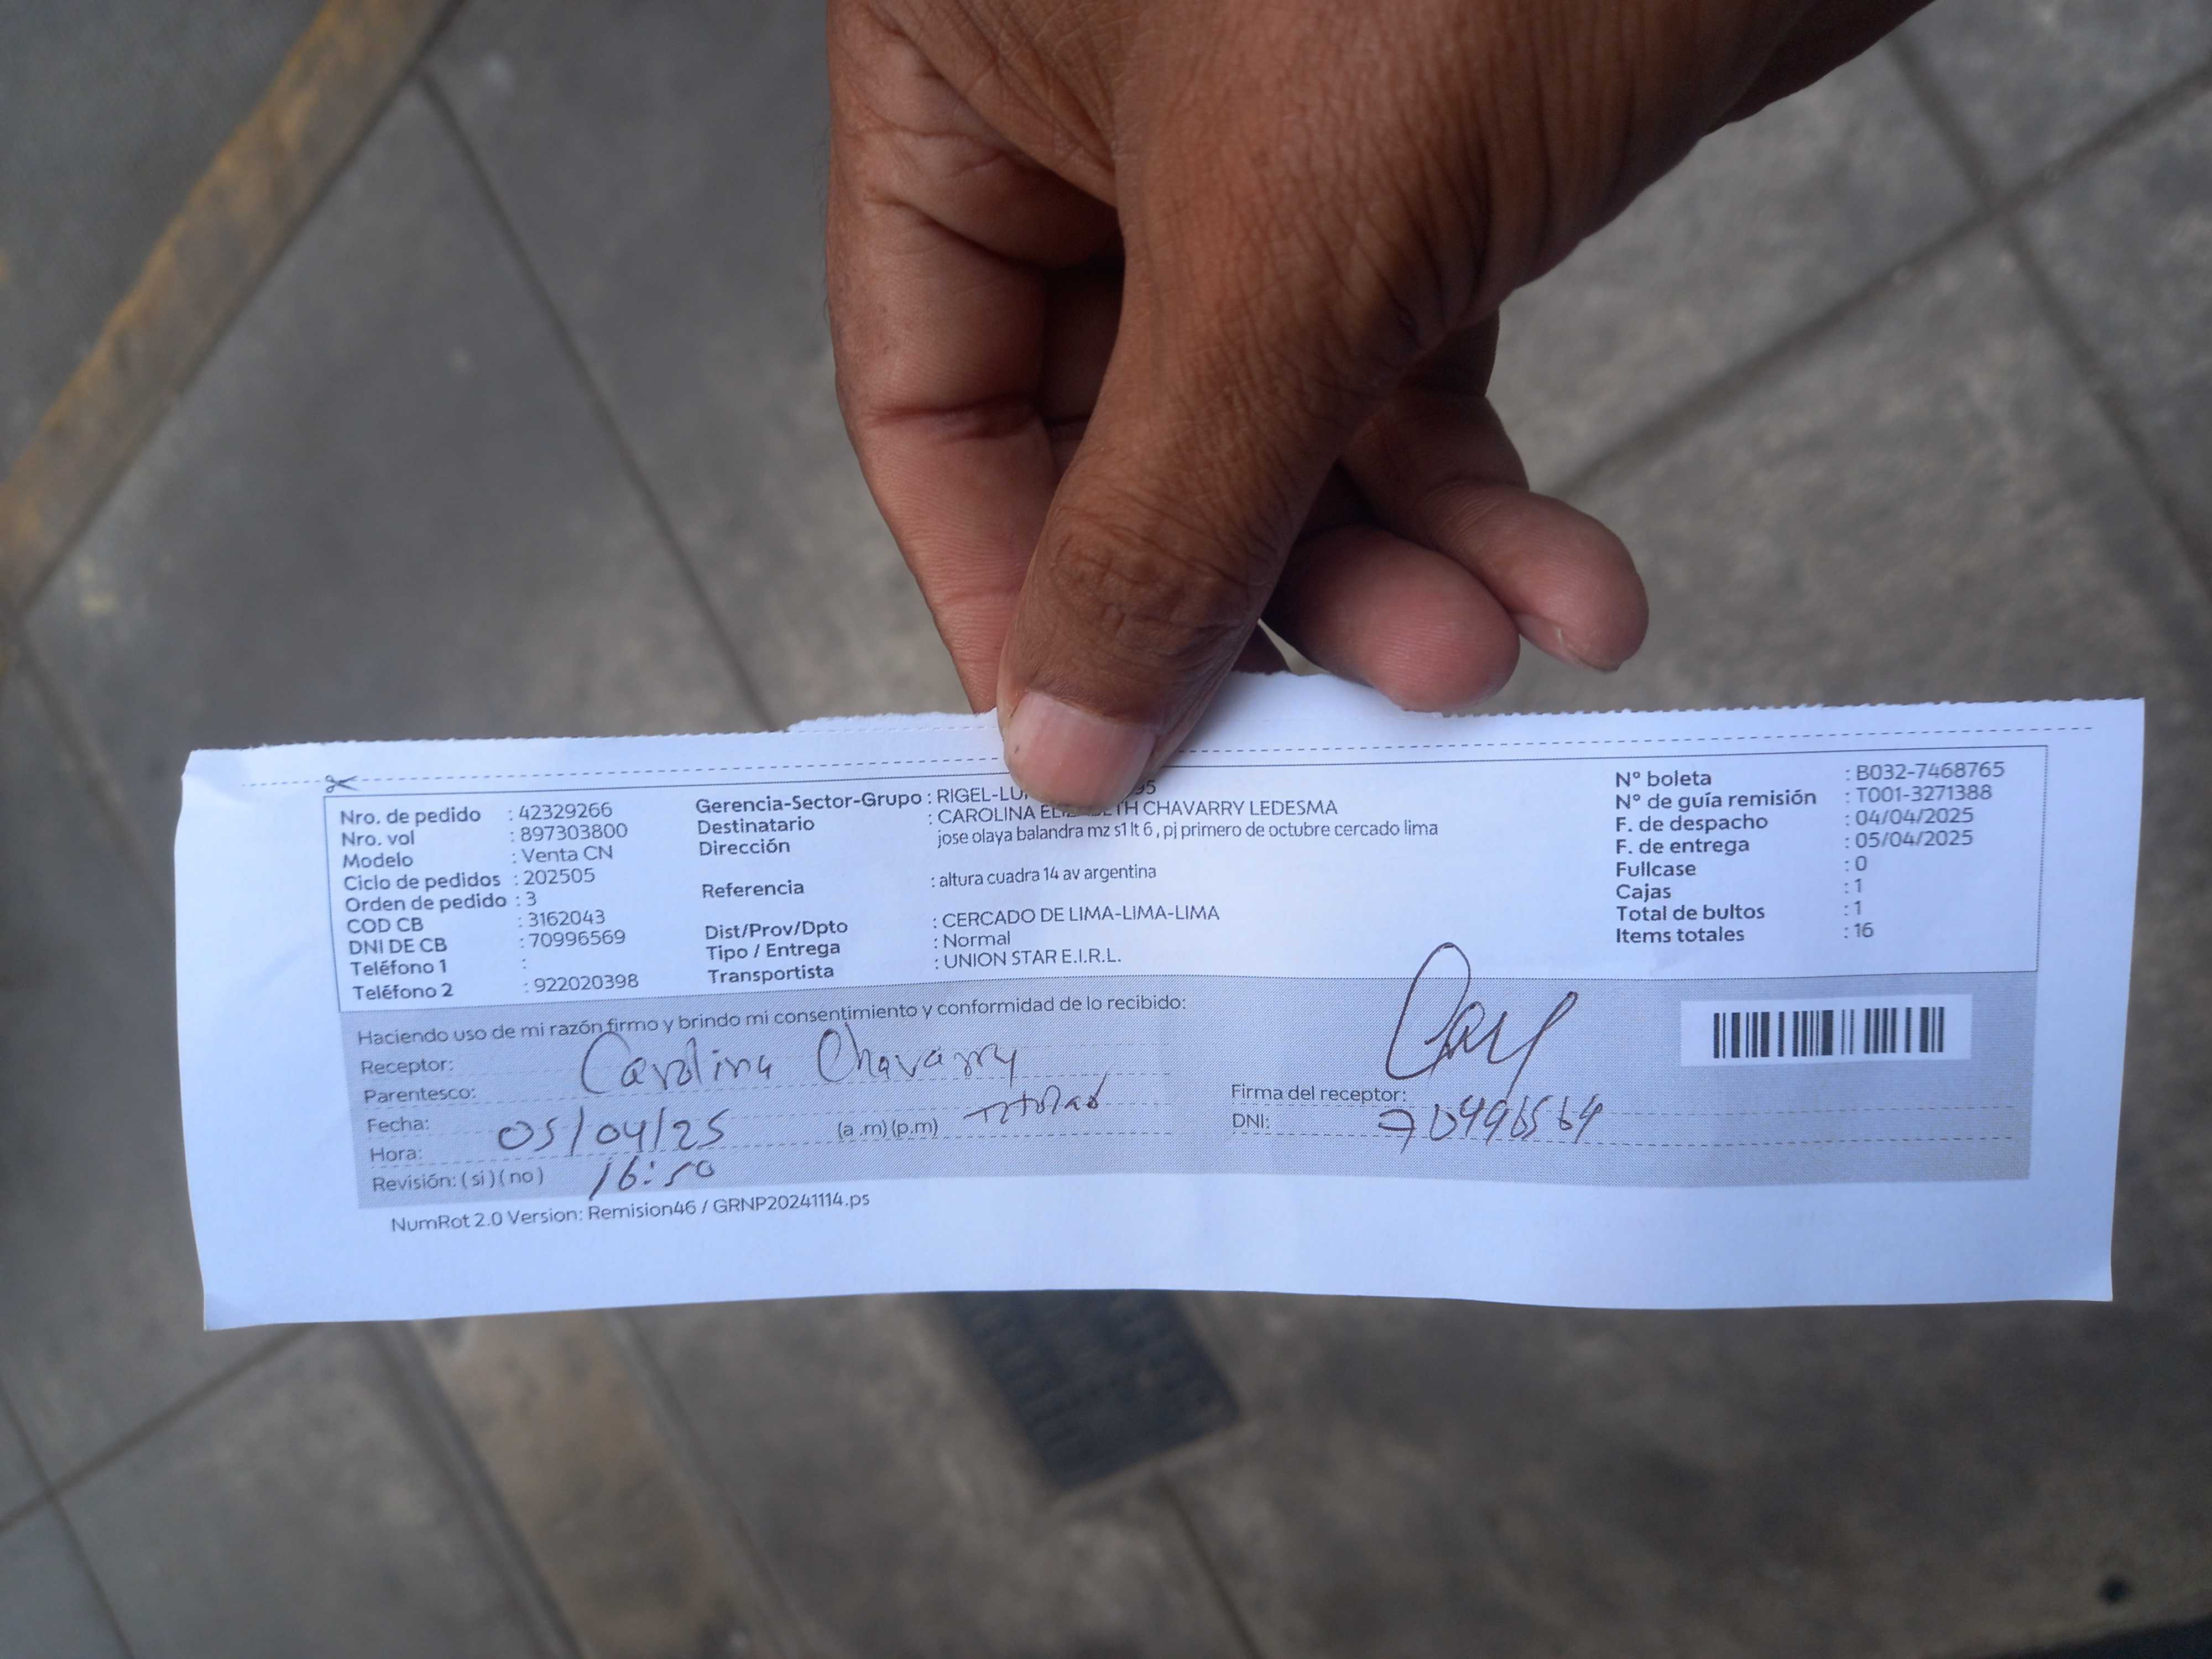 Nro. de pedido : 42329266
Nro. vol : 897303800
Modelo : Venta CN
Ciclo de pedidos : 202505
Orden de pedido : 3
COD CB : 3162043
DNI DE CB : 70996569
Teléfono 1 :
Teléfono 2 : 922020398
Gerencia-Sector-Grupo : RIGEL-LU 95
Destinatario : CAROLINA CHAVARRY LEDESMA
Dirección jose olaya balandra mz s1 lt 6 , pj primero de octubre cercado lima
Referencia : altura cuadra 14 av argentina
Dist/Prov/Dpto : CERCADO DE LIMA-LIMA-LIMA
Tipo / Entrega : Normal
Transportista : UNION STAR E.I.R.L.
N° boleta : B032-7468765
N° de guía remisión : T001-3271388
F. de despacho : 04/04/2025
F. de entrega : 05/04/2025
Fullcase : 0
Cajas : 1
Total de bultos : 1
Items totales : 16
Haciendo uso de mi razón firmo y brindo mi consentimiento y conformidad de lo recibido:
Receptor: Carolina Chavarry
Parentesco: Titular
Fecha: 05/04/25 (a .m) (p.m)
Hora: 16:50
Revisión: ( si ) ( no )
Firma del receptor:
DNI:
NumRot 2.0 Version: Remision46 / GRNP20241114.ps